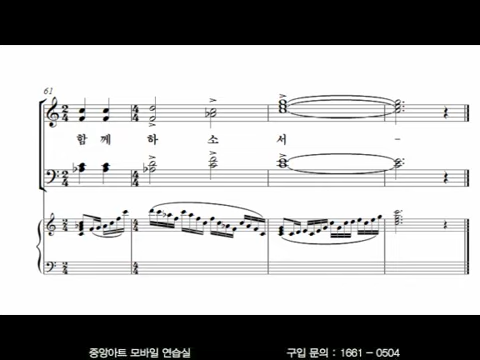 61
함 께 하 소 서 -
중앙아트 모바일 연습실 구입 문의 : 1661 - 0504